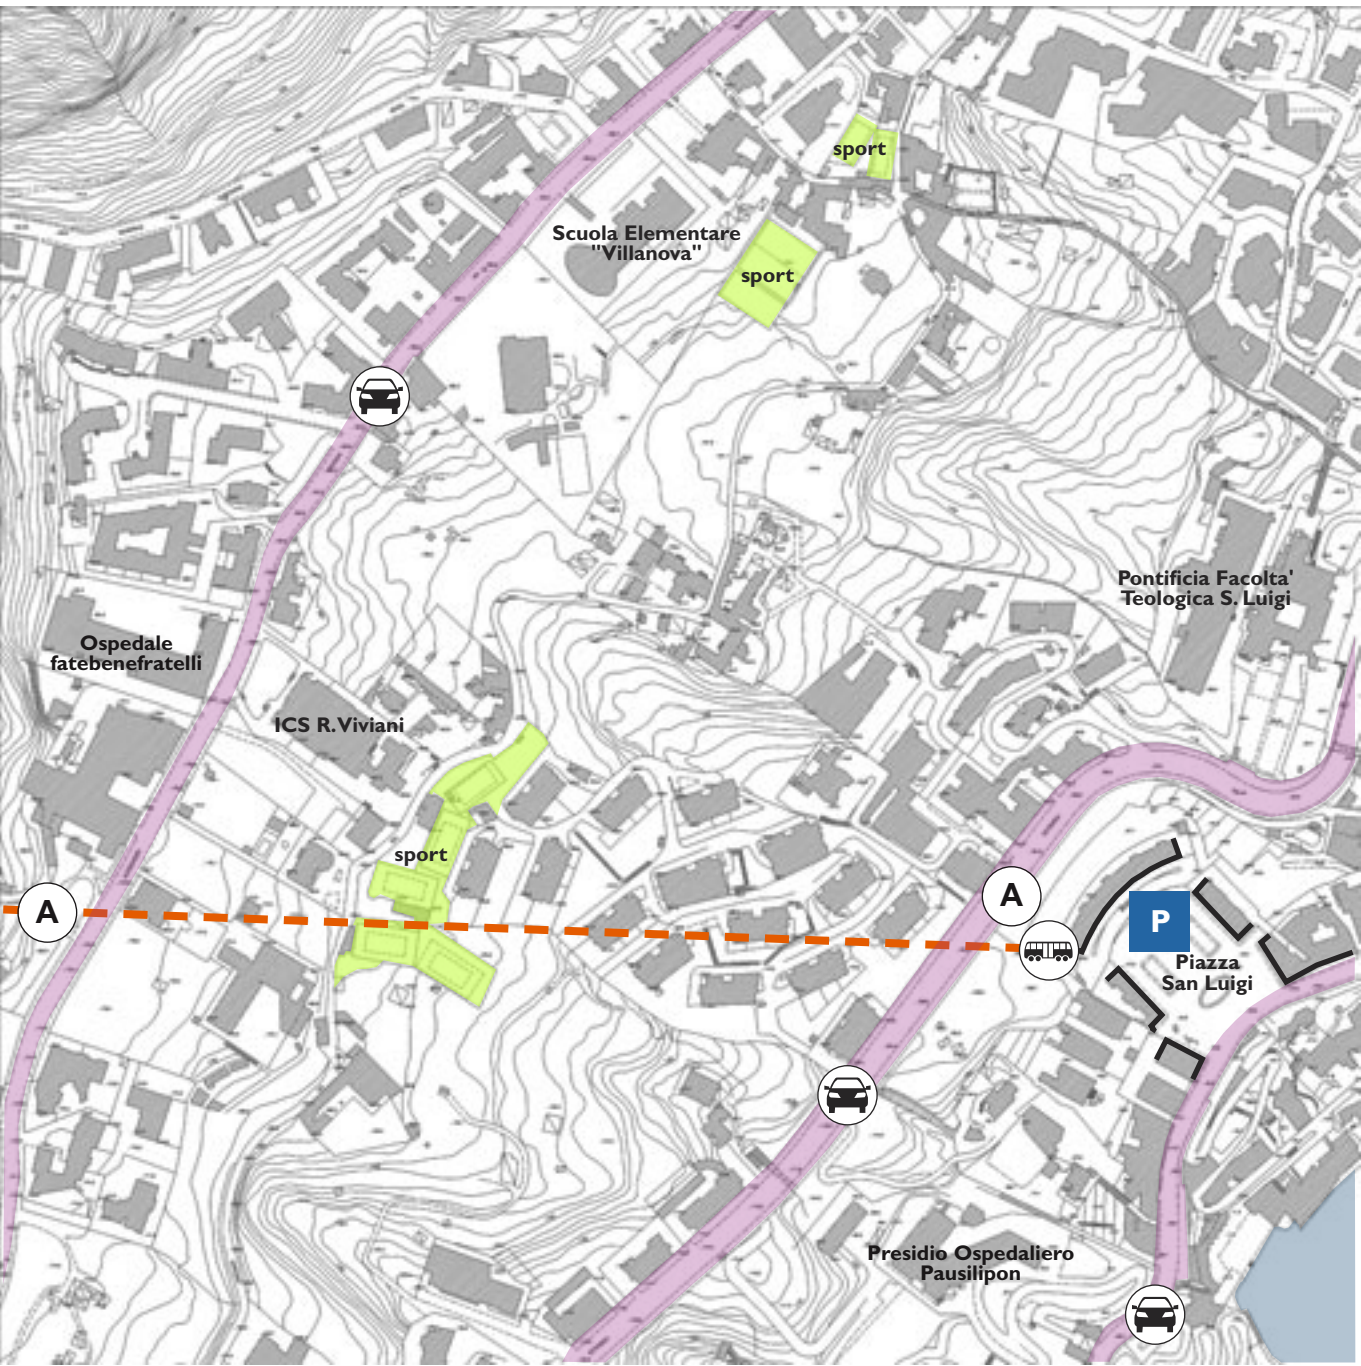 sport
Scuola Elementare
"Villanova"
sport
Pontificia Facolta'
Teologica S. Luigi
Ospedale
fatebenefratelli
ICS R. Viviani
sport
A
A
P
Piazza
San Luigi
Presidio Ospedaliero
Pausilipon